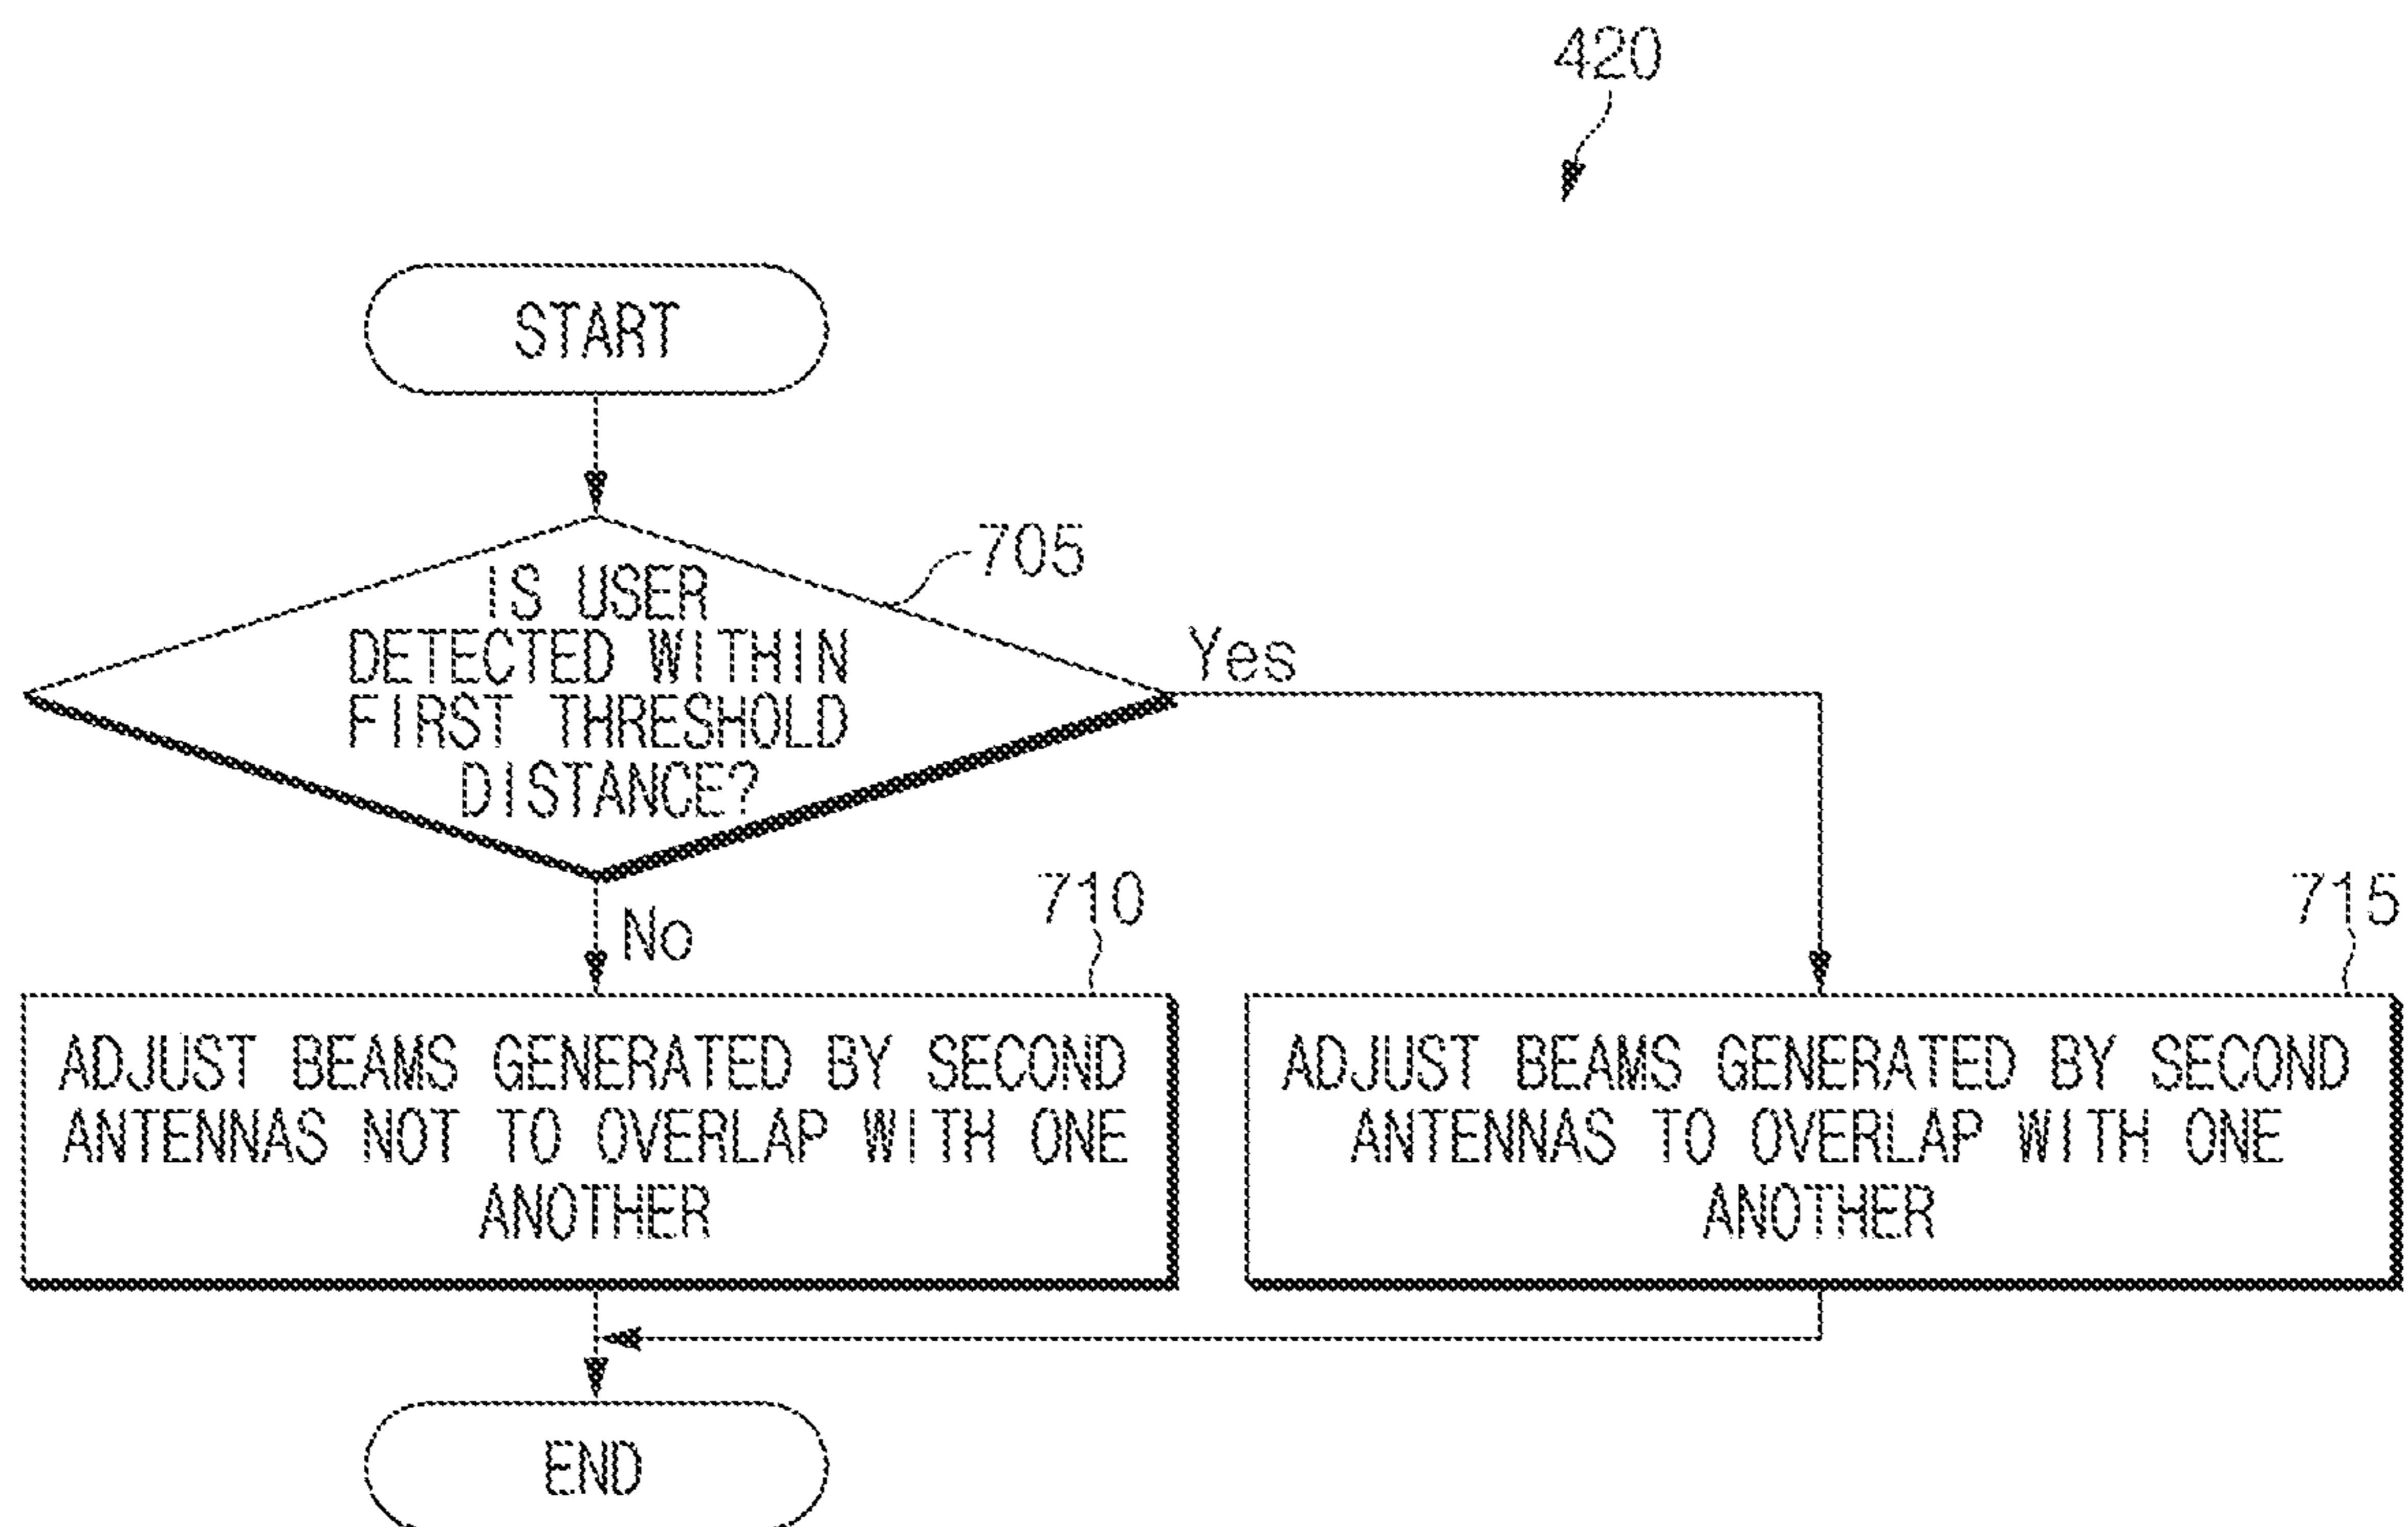 420
START
705
IS USER
DETECTED WITHIN
FIRST THRESHOLD
DISTANCE?
Yes
No
710
ADJUST BEAMS GENERATED BY SECOND
ANTENNAS NOT TO OVERLAP WITH ONE
ANOTHER
715
ADJUST BEAMS GENERATED BY SECOND
ANTENNAS TO OVERLAP WITH ONE
ANOTHER
END